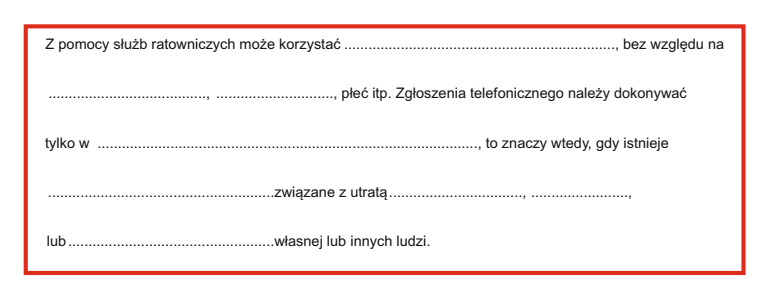 Z pomocy służb ratowniczych może korzystać ......................................................................, bez względu na
........................................, .............................., płeć itp. Zgłoszenia telefonicznego należy dokonywać
tylko w ..................................................................................................., to znaczy wtedy, gdy istnieje
...........................................................związane z utratą..................................., .........................,
lub.....................................................własnej lub innych ludzi.